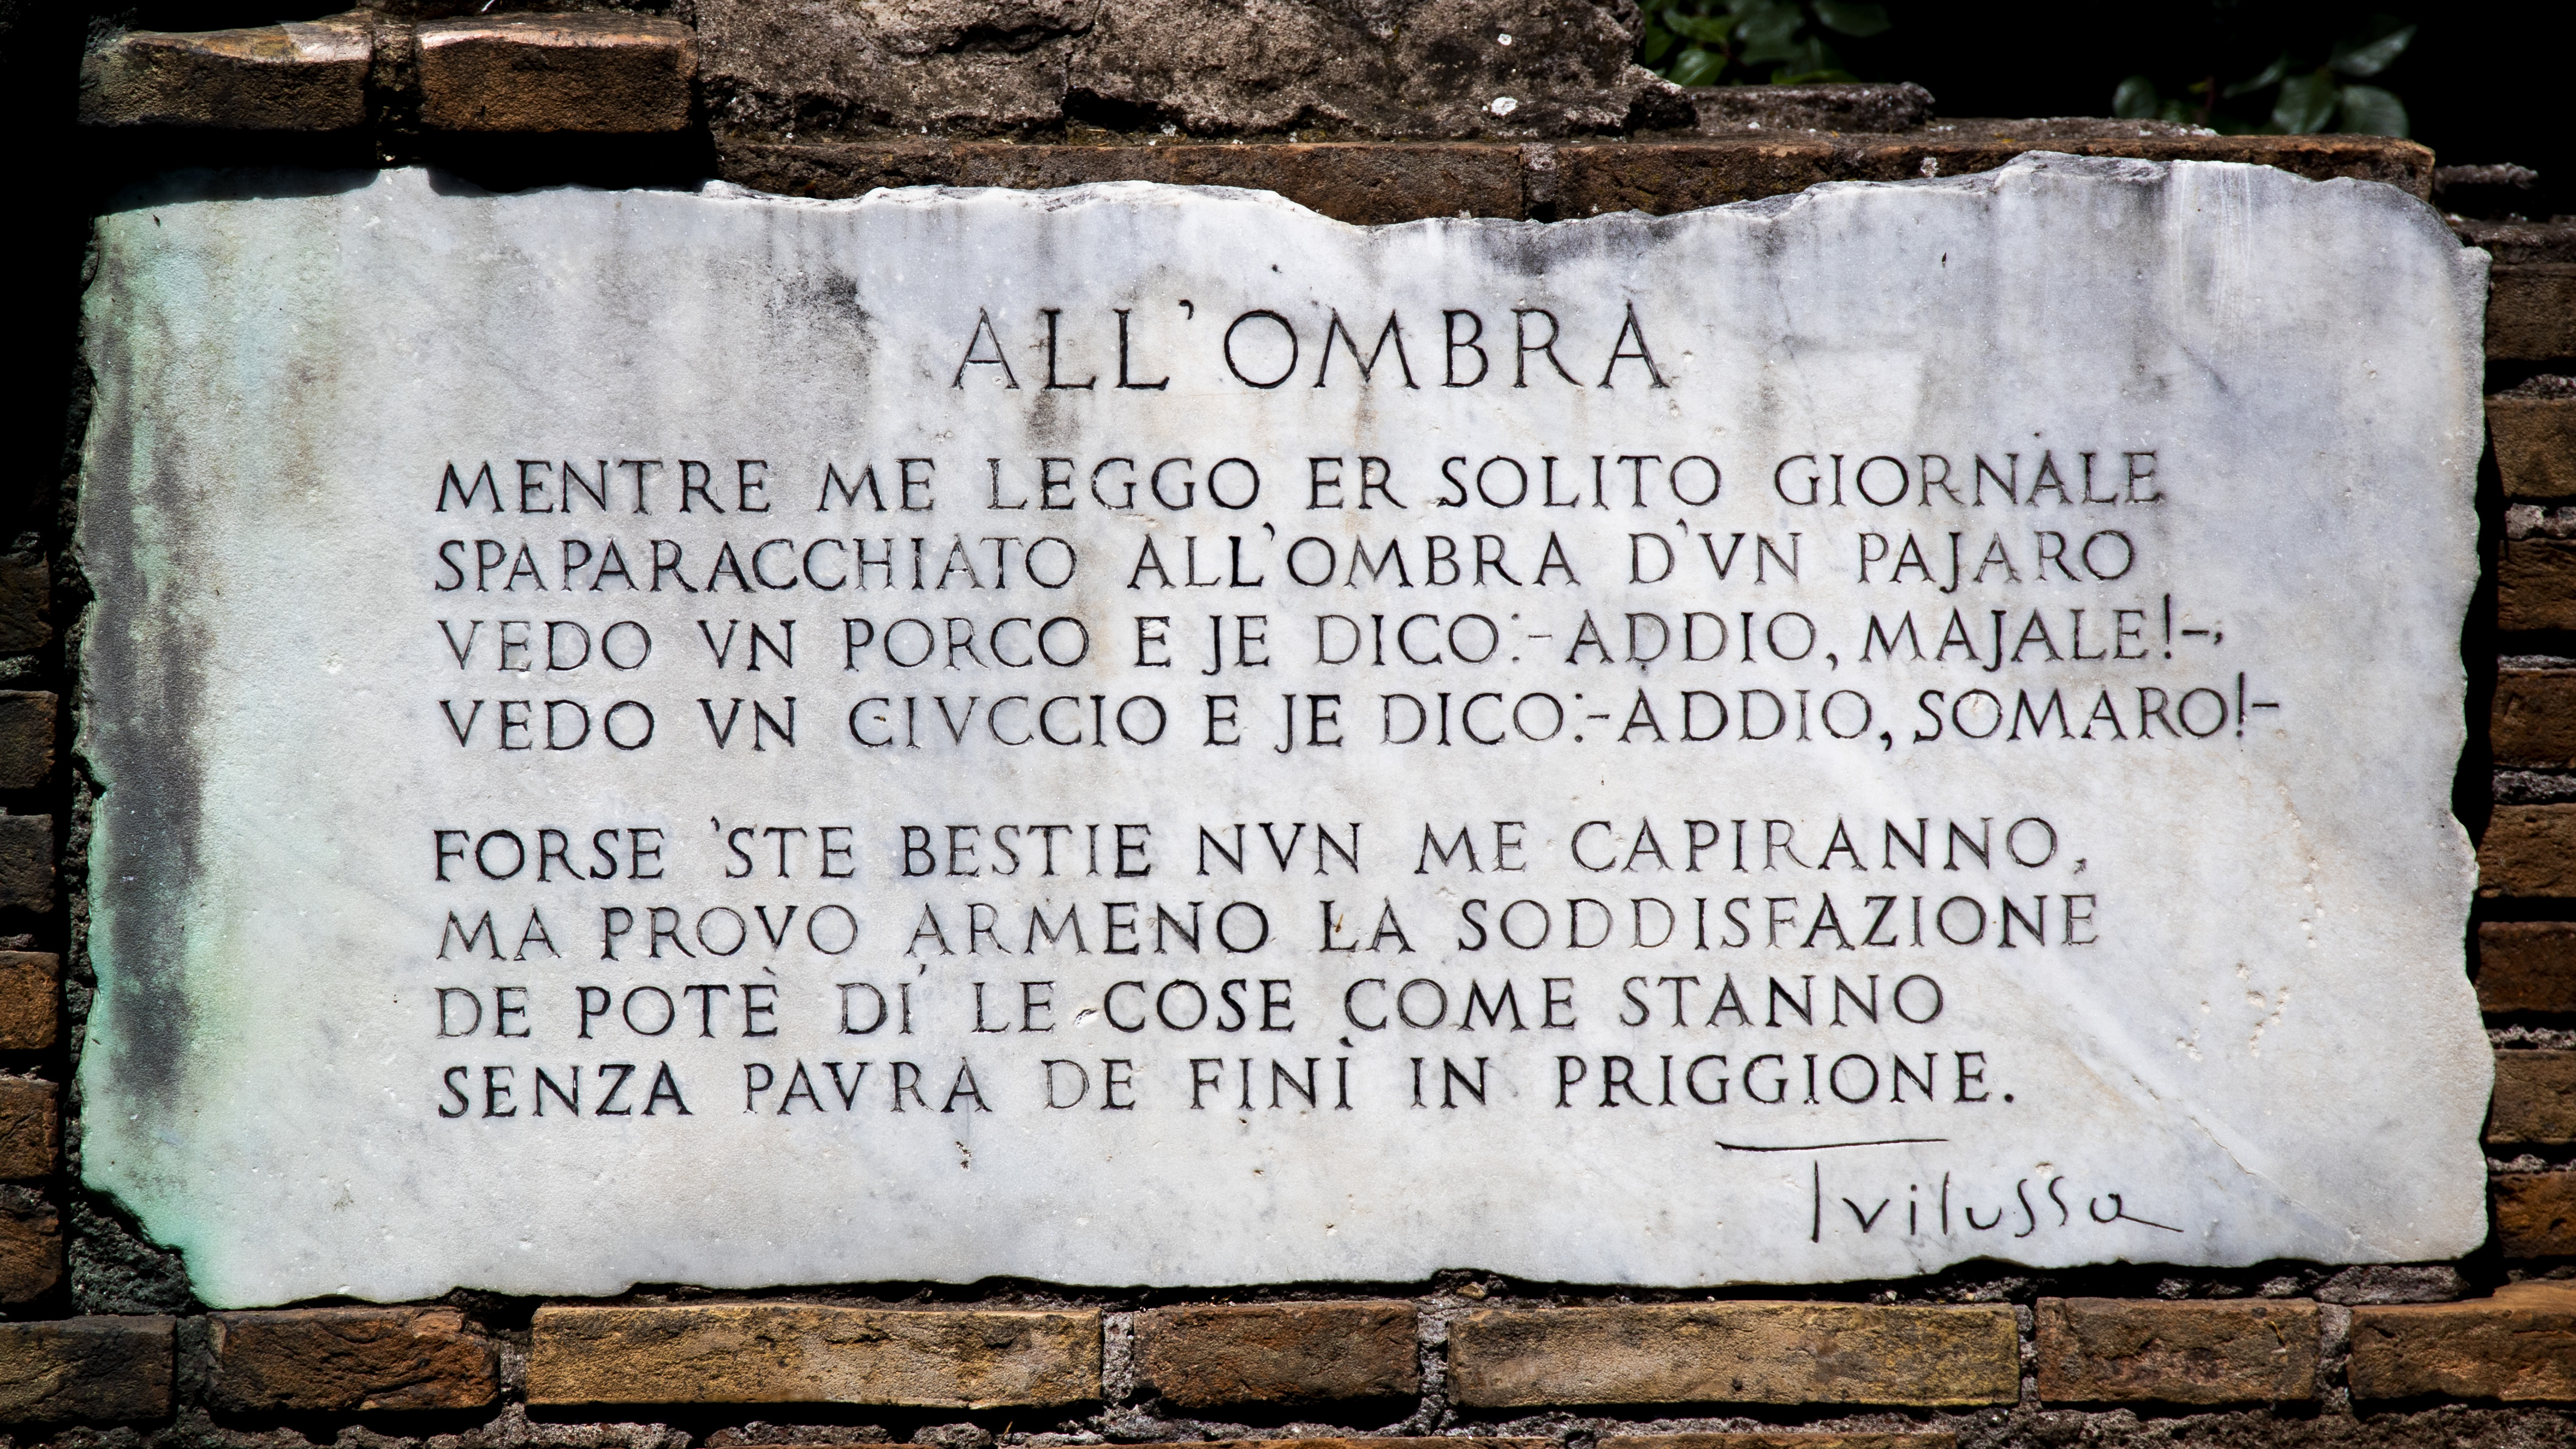 ALL'OMBRA
MENTRE ME LEGGO ER SOLITO GIORNALE
SPAPARACCHIATO ALL'OMBRA D'VN PAJARO
VEDO VN PORCO E JE DICO:-ADDIO, MAJALE!-,
VEDO VN CIVCCIO E JE DICO:-ADDIO, SOMARO!-
FORSE 'STE BESTIE NVN ME CAPIRANNO,
MA PROVO ARMENO LA SODDISFAZIONE
DE POTÈ DI' LE COSE COME STANNO
SENZA PAVRA DE FINÌ IN PRIGGIONE.
Trilussa